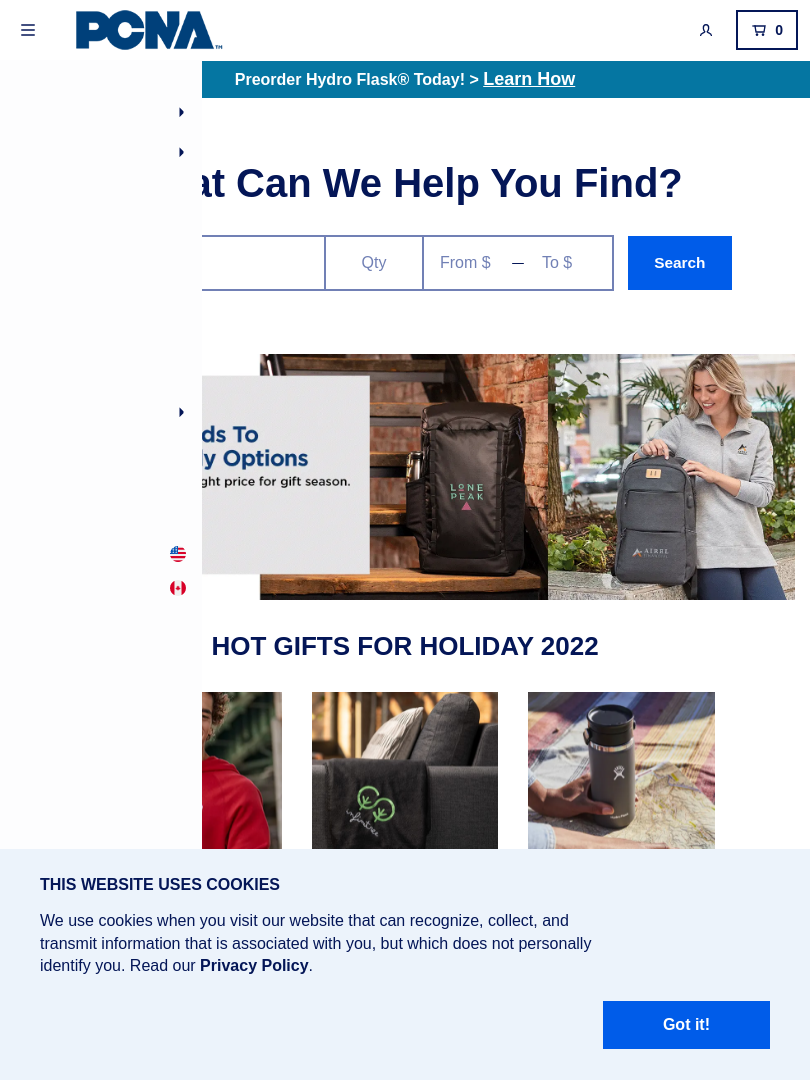 PCNA™
0
Preorder Hydro Flask® Today! > Learn How
at Can We Help You Find?
Qty
From $
To $
Search
ds To
ly Options
ght price for gift season.
LONE
PEAK
HOT GIFTS FOR HOLIDAY 2022
infinitree
THIS WEBSITE USES COOKIES
We use cookies when you visit our website that can recognize, collect, and
transmit information that is associated with you, but which does not personally
identify you. Read our Privacy Policy.
Got it!